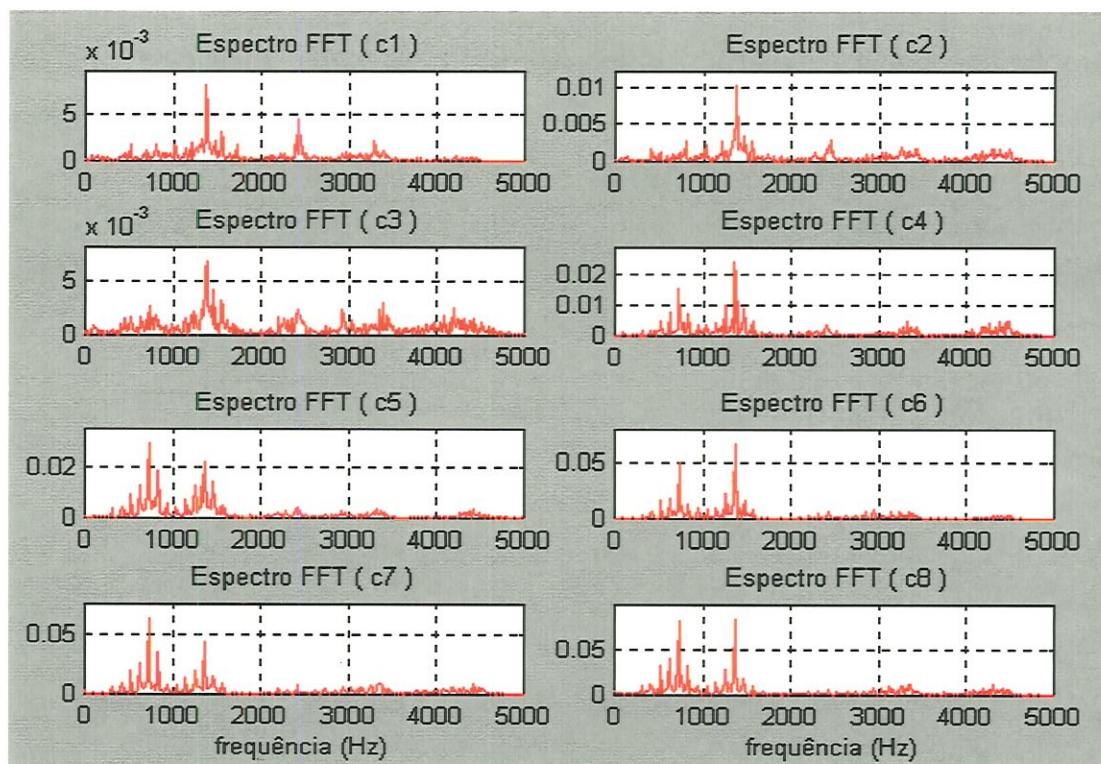 x 10-3 Espectro FFT ( c1 )
5
0
0 1000 2000 3000 4000 5000
Espectro FFT ( c2 )
0.01
0.005
0
0 1000 2000 3000 4000 5000
x 10-3 Espectro FFT ( c3 )
5
0
0 1000 2000 3000 4000 5000
Espectro FFT ( c4 )
0.02
0.01
0
0 1000 2000 3000 4000 5000
Espectro FFT ( c5 )
0.02
0
0 1000 2000 3000 4000 5000
Espectro FFT ( c6 )
0.05
0
0 1000 2000 3000 4000 5000
Espectro FFT ( c7 )
0.05
0
0 1000 2000 3000 4000 5000
frequência (Hz)
Espectro FFT ( c8 )
0.05
0
0 1000 2000 3000 4000 5000
frequência (Hz)